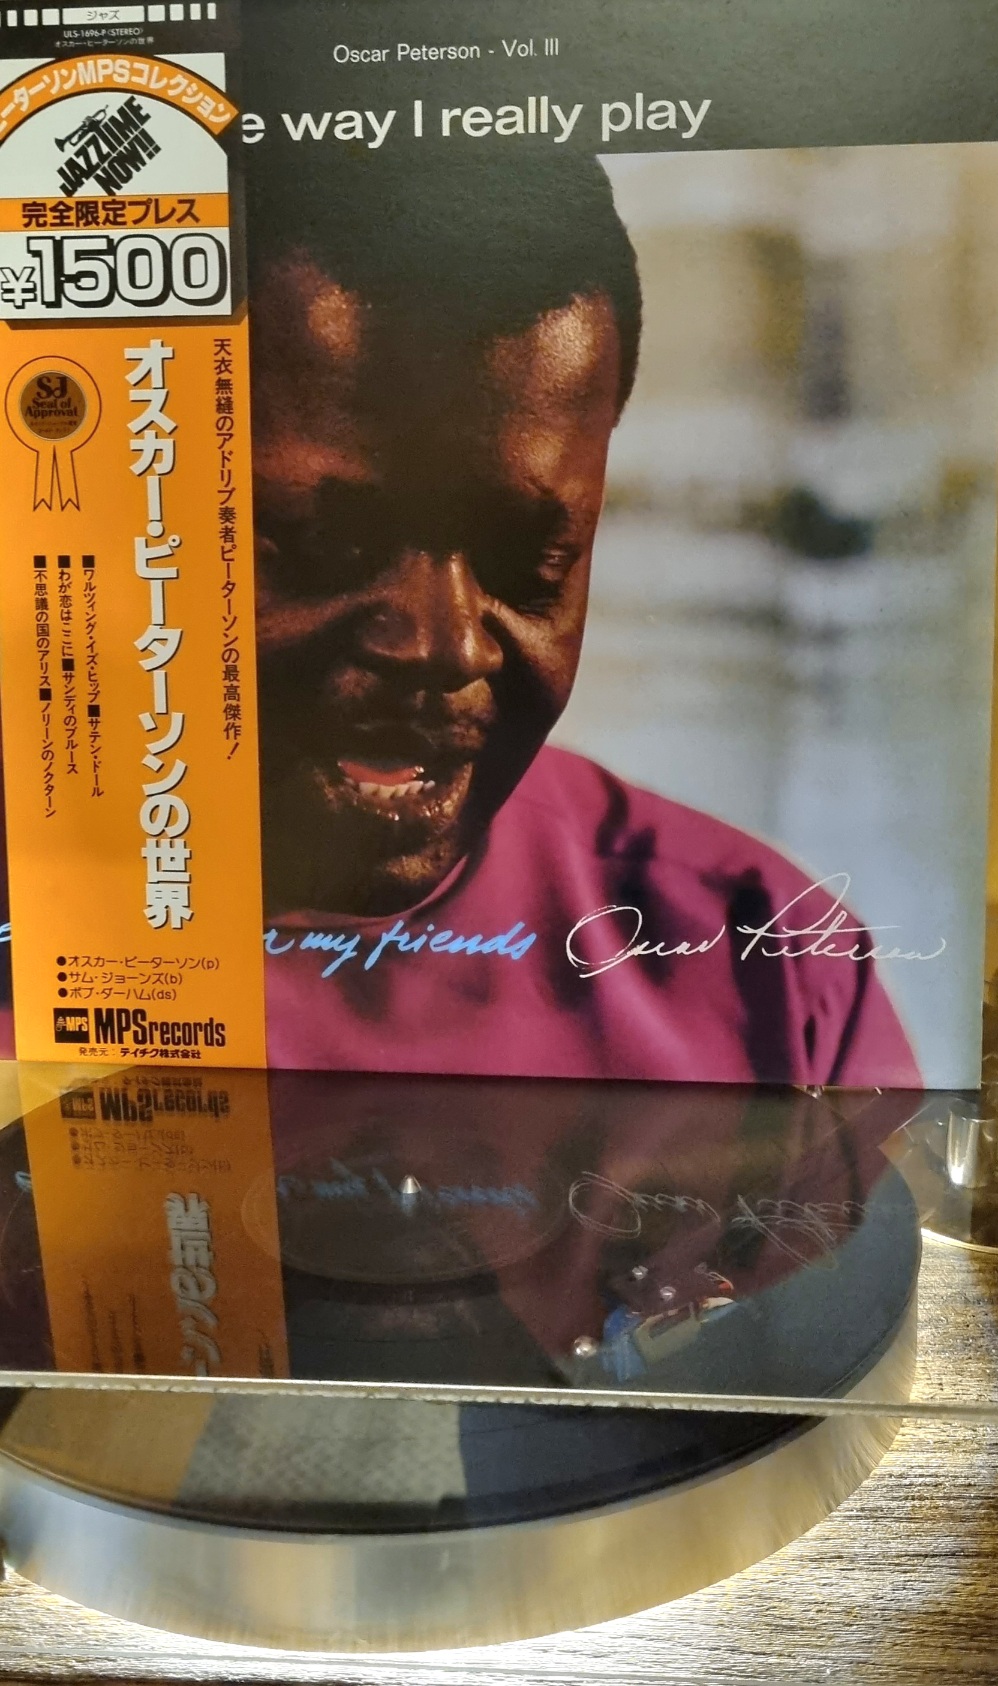 ジャズ
ULS-1696-P(STEREO)
オスカー・ピーターソンの世界
ピーターソンMPSコレクション
JAZZTIME
NOW!!
完全限定プレス
¥1500
Oscar Peterson - Vol. III
e way I really play
天衣無縫のアドリブ奏者ピーターソンの最高傑作!
オスカー・ピーターソンの世界
SJ
Seal of
Approval
■ワルツィング・イズ・ヒップ■サテン・ドール
■わが恋はここに■サンディのブルース
■不思議の国のアリス■ノリーンのノクターン
r my friends
Oscar Peterson
●オスカー・ピーターソン(p)
●サム・ジョーンズ(b)
●ボブ・ダーハム(ds)
MPS MPS records
発売元:テイチク株式会社